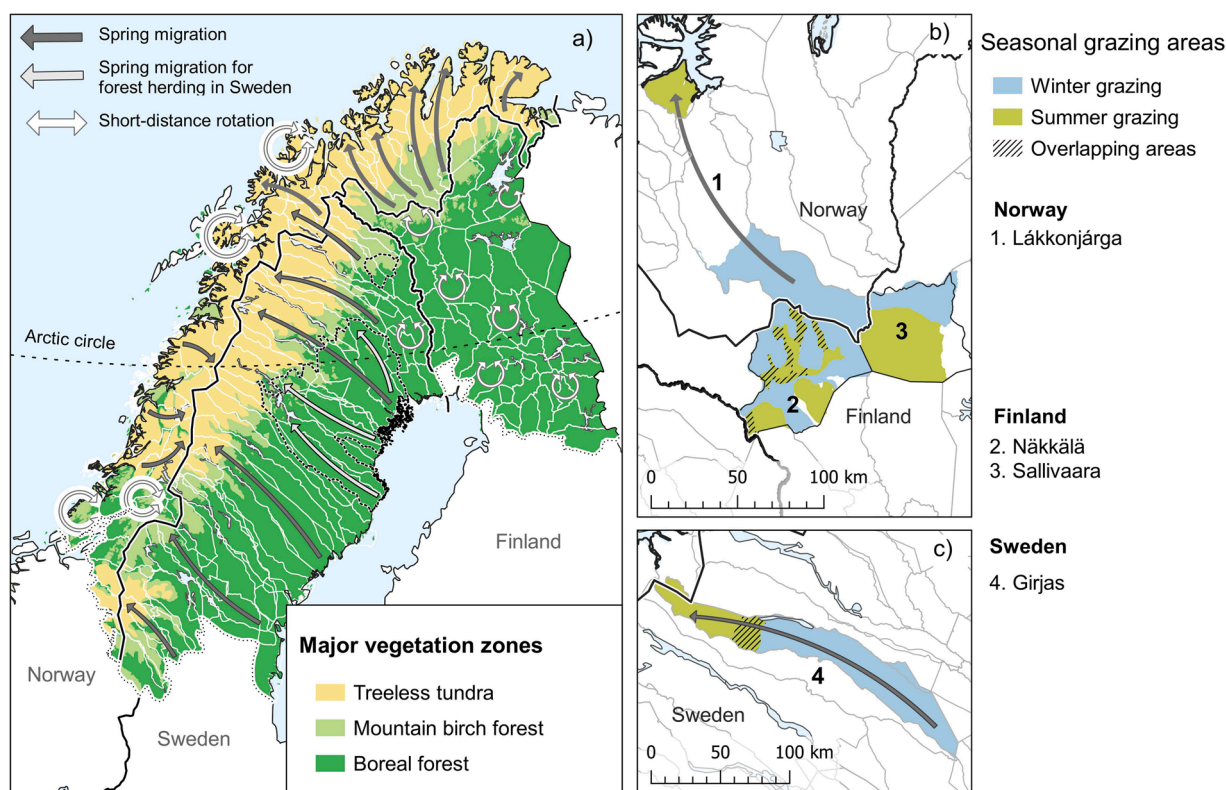 Spring migration
Spring migration for
forest herding in Sweden
Short-distance rotation
a)
Arctic circle
Finland
Norway
Sweden
Major vegetation zones
Treeless tundra
Mountain birch forest
Boreal forest
b)
1
Norway
3
2
Finland
0 50 100 km
c)
4
Sweden
0 50 100 km
Seasonal grazing areas
Winter grazing
Summer grazing
Overlapping areas
Norway
1. Lákkonjárga
Finland
2. Näkkälä
3. Sallivaara
Sweden
4. Girjas